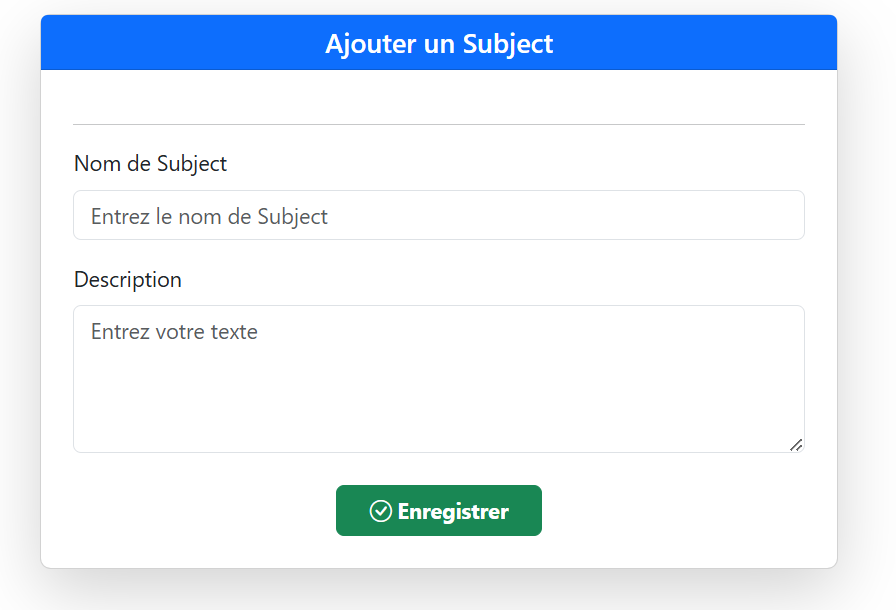 Ajouter un Subject
Nom de Subject
Entrez le nom de Subject
Description
Entrez votre texte
Enregistrer